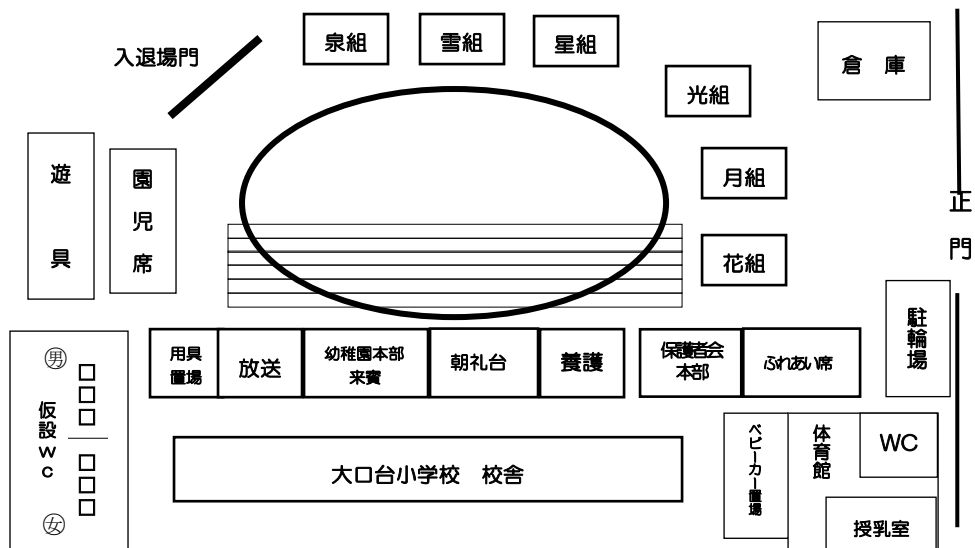 入退場門
泉組
雪組
星組
光組
倉 庫
遊 具
園児席
月組
花組
正門
駐輪場
用具
置場
放送
幼稚園本部
来賓
朝礼台
養護
保護者会
本部
ふれあい席
男
仮設WC
女
大口台小学校 校舎
ベビーカー置場
体育館
WC
授乳室